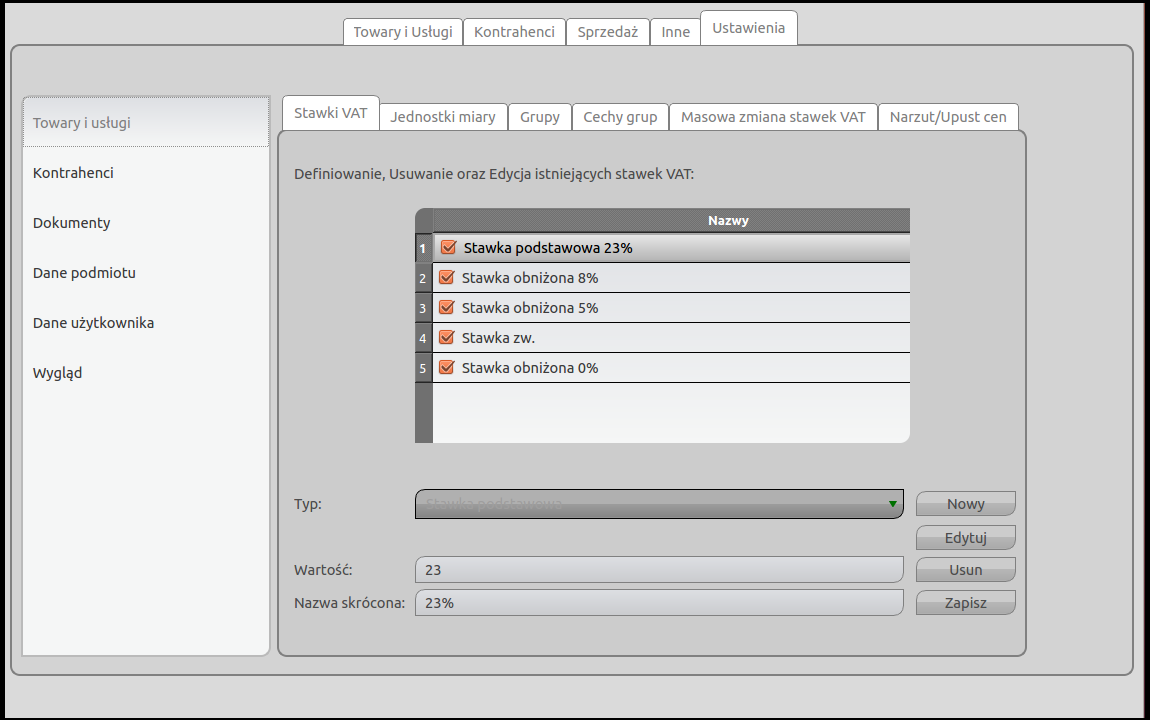 Towary i Usługi Kontrahenci Sprzedaż Inne Ustawienia
Towary i usługi
Kontrahenci
Dokumenty
Dane podmiotu
Dane użytkownika
Wygląd
Stawki VAT Jednostki miary Grupy Cechy grup Masowa zmiana stawek VAT Narzut/Upust cen
Definiowanie, Usuwanie oraz Edycja istniejących stawek VAT:
Nazwy
1 Stawka podstawowa 23%
2 Stawka obniżona 8%
3 Stawka obniżona 5%
4 Stawka zw.
5 Stawka obniżona 0%
Typ: Stawka podstawowa Nowy
Edytuj
Wartość: 23 Usun
Nazwa skrócona: 23% Zapisz